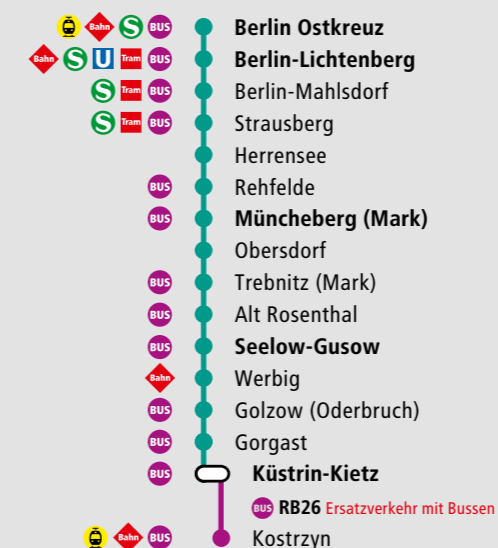 Bahn S BUS Berlin Ostkreuz
Bahn S U Tram BUS Berlin-Lichtenberg
S Tram BUS Berlin-Mahlsdorf
S Tram BUS Strausberg
Herrensee
BUS Rehfelde
BUS Müncheberg (Mark)
Obersdorf
BUS Trebnitz (Mark)
BUS Alt Rosenthal
BUS Seelow-Gusow
Bahn Werbig
BUS Golzow (Oderbruch)
BUS Gorgast
BUS Küstrin-Kietz
BUS RB26 Ersatzverkehr mit Bussen
Bahn BUS Kostrzyn